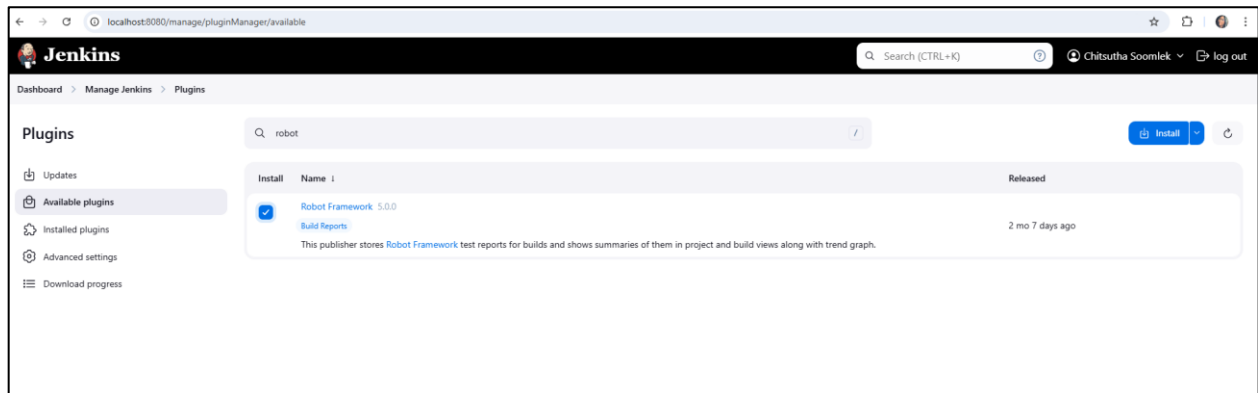 localhost:8080/manage/pluginManager/available
Jenkins
Search (CTRL+K)
Chitsutha Soomlek
log out
Dashboard > Manage Jenkins > Plugins
Plugins
robot
/
Install
Updates
Available plugins
Installed plugins
Advanced settings
Download progress
Install Name ↓ Released
Robot Framework 5.0.0
Build Reports
This publisher stores Robot Framework test reports for builds and shows summaries of them in project and build views along with trend graph.
2 mo 7 days ago